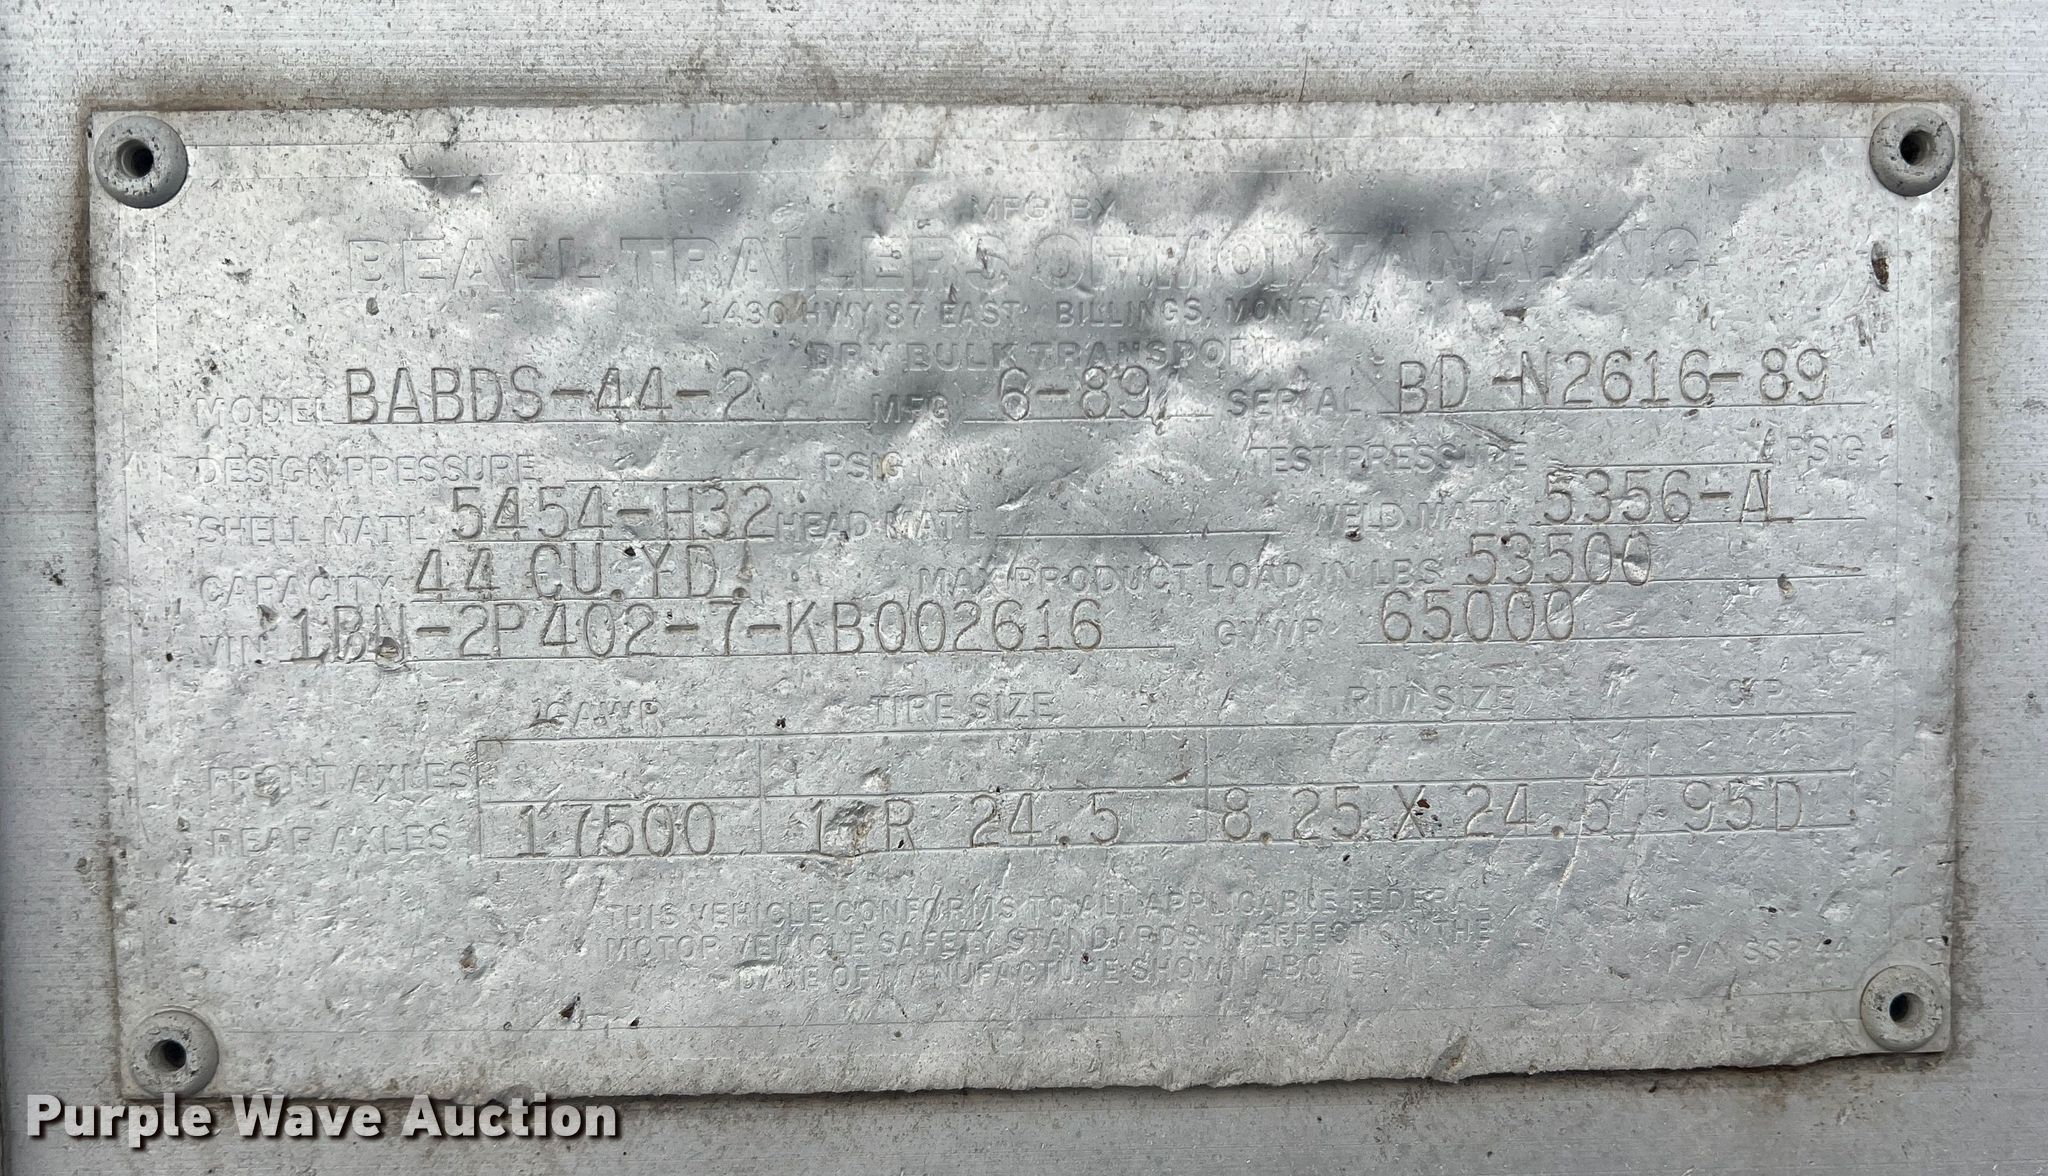 MFG BY
BEALL TRAILERS OF MONTANA, INC.
1430 HWY 87 EAST BILLINGS, MONTANA
DRY BULK TRANSPORT
MODEL BABDS-44-2 MFG 6-89 SERIAL BD-N2616-89
DESIGN PRESSURE PSIG TEST PRESSURE PSIG
SHELL MAT'L 5454-H32 HEAD MAT'L WELD MAT'L 5356-A
CAPACITY 44 CU. YD. MAX PRODUCT LOAD IN LBS 53500
VIN 1BN-2P402-7-KB002616 GVWR 65000
GAWR TIRE SIZE RIM SIZE
FRONT AXLES
REAR AXLES 17500 R 24.5 8.25 X 24.5 95D
THIS VEHICLE CONFORMS TO ALL APPLICABLE FEDERAL
MOTOR VEHICLE SAFETY STANDARDS IN EFFECT ON THE
DATE OF MANUFACTURE SHOWN ABOVE
P/N SSP 44
Purple Wave Auction